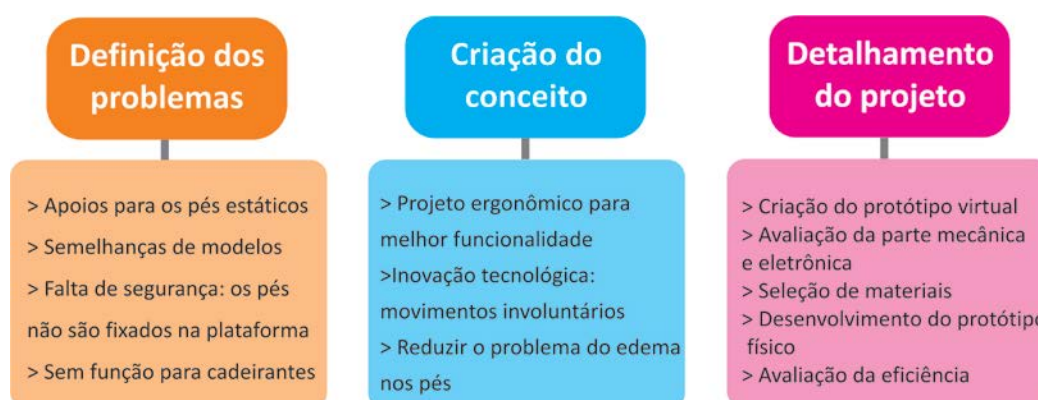 Definição dos
problemas
> Apoios para os pés estáticos
> Semelhanças de modelos
> Falta de segurança: os pés
não são fixados na plataforma
> Sem função para cadeirantes
Criação do
conceito
> Projeto ergonômico para
melhor funcionalidade
>Inovação tecnológica:
movimentos involuntários
> Reduzir o problema do edema
nos pés
Detalhamento
do projeto
> Criação do protótipo virtual
> Avaliação da parte mecânica
e eletrônica
> Seleção de materiais
> Desenvolvimento do protótipo
físico
> Avaliação da eficiência